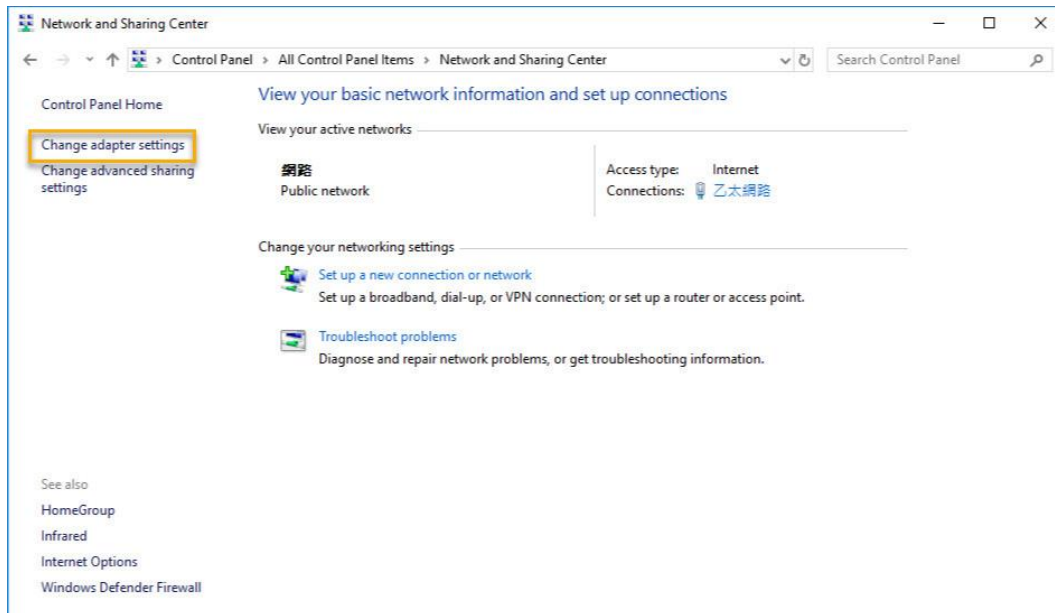 Network and Sharing Center
Control Panel > All Control Panel Items > Network and Sharing Center
Search Control Panel
Control Panel Home
Change adapter settings
Change advanced sharing
settings
View your basic network information and set up connections
View your active networks
網路
Public network
Access type: Internet
Connections: 乙太網路
Change your networking settings
Set up a new connection or network
Set up a broadband, dial-up, or VPN connection; or set up a router or access point.
Troubleshoot problems
Diagnose and repair network problems, or get troubleshooting information.
See also
HomeGroup
Infrared
Internet Options
Windows Defender Firewall